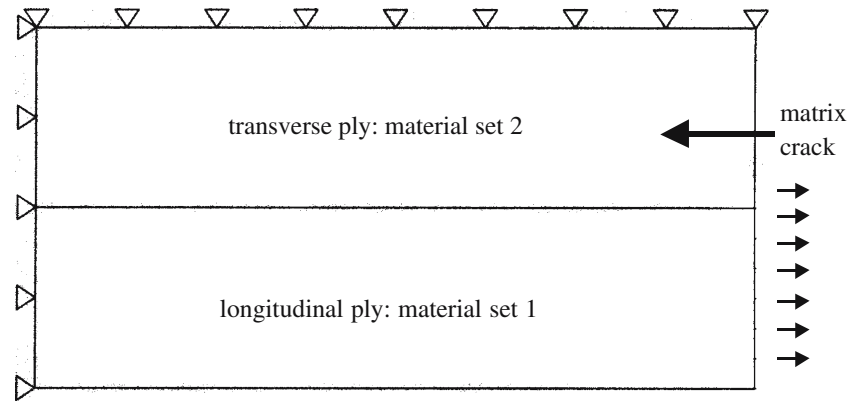 transverse ply: material set 2
matrix
crack
longitudinal ply: material set 1